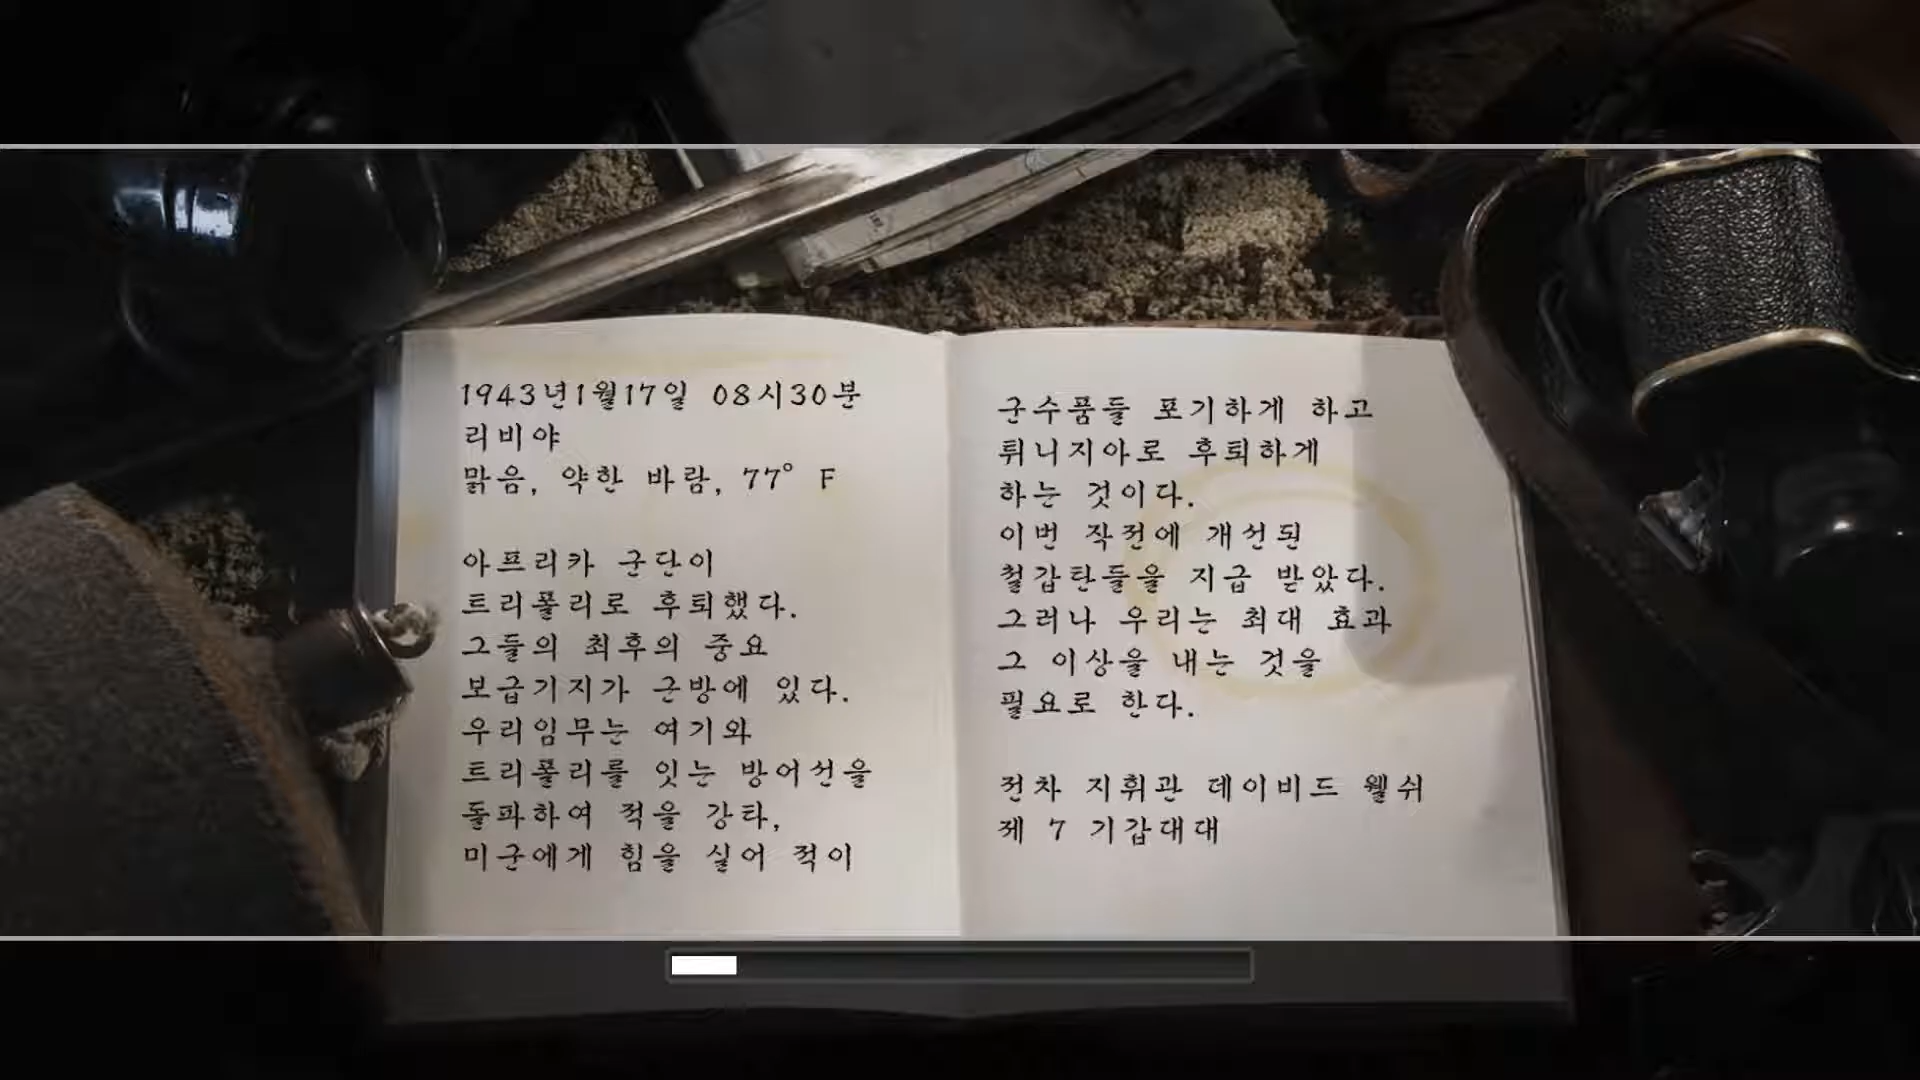 1943년1월17일 08시30분
리비야
맑음, 약한 바람, 77° F
아프리카 군단이
트리폴리로 후퇴했다.
그들의 최후의 중요
보급기지가 근방에 있다.
우리임무는 여기와
트리폴리를 잇는 방어선을
돌파하여 적을 강타,
미군에게 힘을 실어 적이
군수품들 포기하게 하고
튀니지아로 후퇴하게
하는 것이다.
이번 작전에 개선된
철갑탄들을 지급 받았다.
그러나 우리는 최대 효과
그 이상을 내는 것을
필요로 한다.
전차 지휘관 데이비드 웰쉬
제 7 기갑대대